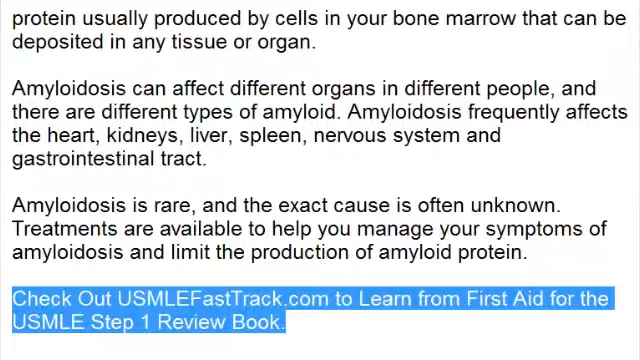 protein usually produced by cells in your bone marrow that can be
deposited in any tissue or organ.
Amyloidosis can affect different organs in different people, and
there are different types of amyloid. Amyloidosis frequently affects
the heart, kidneys, liver, spleen, nervous system and
gastrointestinal tract.
Amyloidosis is rare, and the exact cause is often unknown.
Treatments are available to help you manage your symptoms of
amyloidosis and limit the production of amyloid protein.
Check Out USMLEFastTrack.com to Learn from First Aid for the
USMLE Step 1 Review Book.